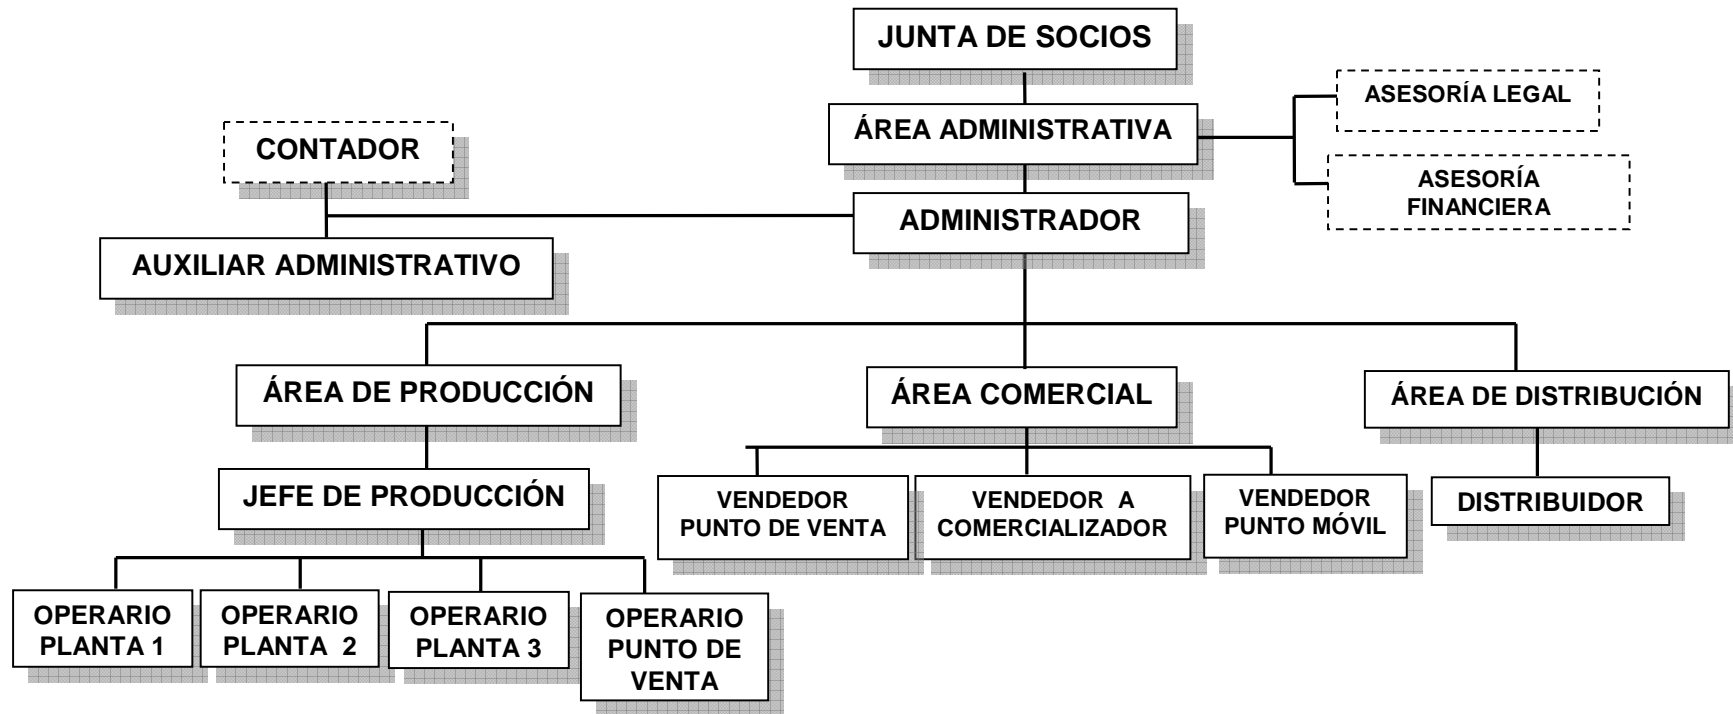 JUNTA DE SOCIOS
ASESORÍA LEGAL
ÁREA ADMINISTRATIVA
CONTADOR
ASESORÍA
FINANCIERA
ADMINISTRADOR
AUXILIAR ADMINISTRATIVO
ÁREA DE PRODUCCIÓN
ÁREA COMERCIAL
ÁREA DE DISTRIBUCIÓN
JEFE DE PRODUCCIÓN
VENDEDOR
PUNTO DE VENTA
VENDEDOR A
COMERCIALIZADOR
VENDEDOR
PUNTO MÓVIL
DISTRIBUIDOR
OPERARIO
PLANTA 1
OPERARIO
PLANTA 2
OPERARIO
PLANTA 3
OPERARIO
PUNTO DE
VENTA